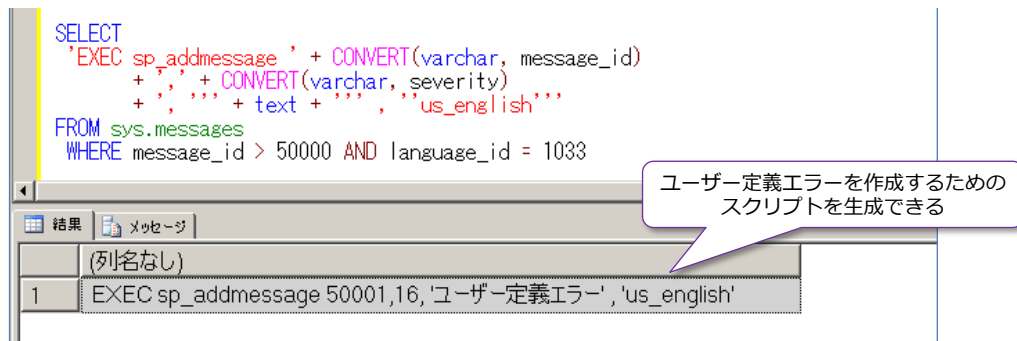 SELECT
'EXEC sp_addmessage ' + CONVERT(varchar, message_id)
+ ',' + CONVERT(varchar, severity)
+ ', ''' + text + ''' , ''us_english'''
FROM sys.messages
WHERE message_id > 50000 AND language_id = 1033
ユーザー定義エラーを作成するための
スクリプトを生成できる
結果 メッセージ
(列名なし)
1 EXEC sp_addmessage 50001,16, 'ユーザー定義エラー' , 'us_english'